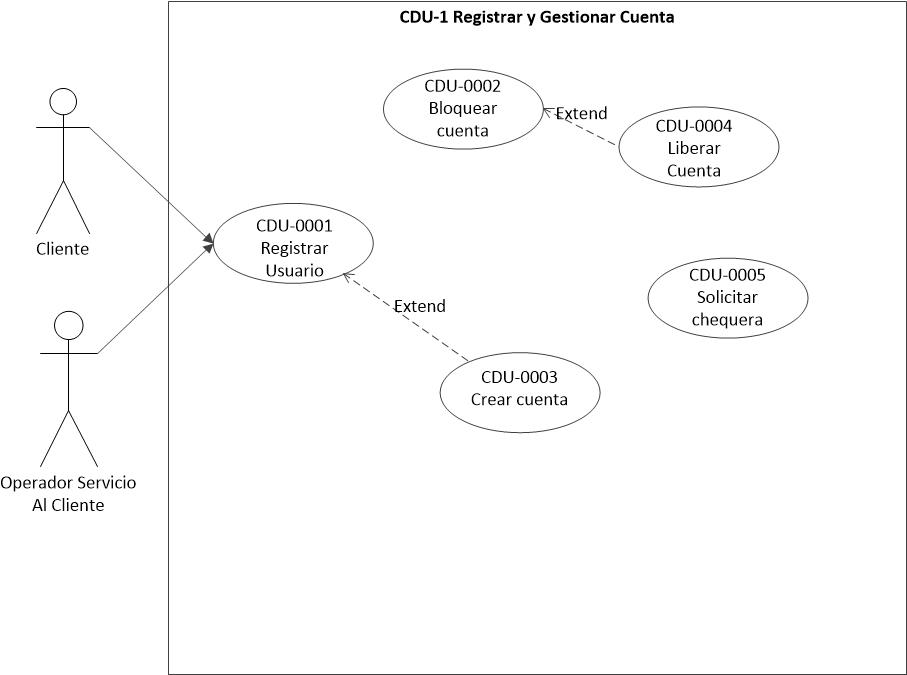 CDU-1 Registrar y Gestionar Cuenta
CDU-0002
Bloquear
cuenta
Extend
CDU-0004
Liberar
Cuenta
Cliente
CDU-0001
Registrar
Usuario
CDU-0005
Solicitar
chequera
Extend
CDU-0003
Crear cuenta
Operador Servicio
Al Cliente